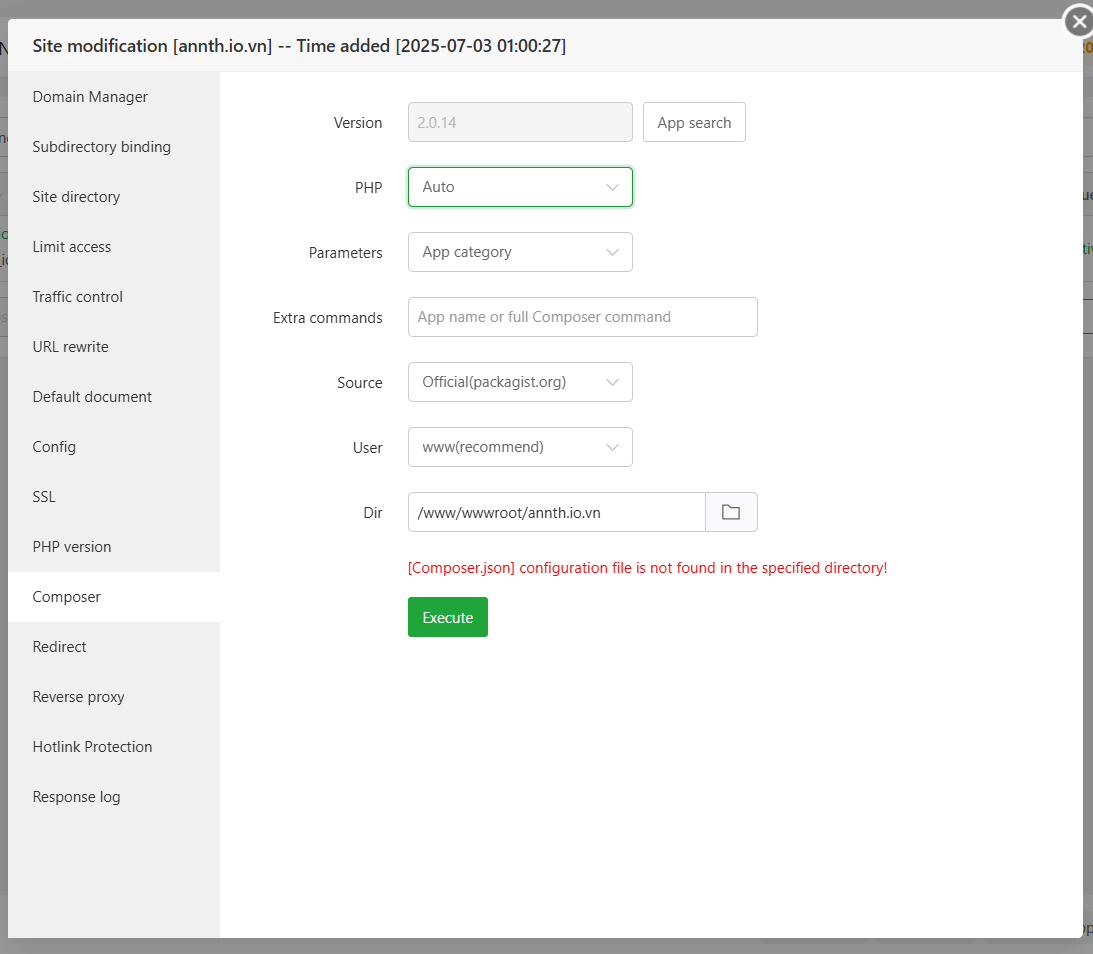 Site modification [annth.io.vn] -- Time added [2025-07-03 01:00:27]
Domain Manager
Subdirectory binding
Site directory
Limit access
Traffic control
URL rewrite
Default document
Config
SSL
PHP version
Composer
Redirect
Reverse proxy
Hotlink Protection
Response log
Version 2.0.14 App search
PHP Auto
Parameters App category
Extra commands App name or full Composer command
Source Official(packagist.org)
User www(recommend)
Dir /www/wwwroot/annth.io.vn
[Composer.json] configuration file is not found in the specified directory!
Execute